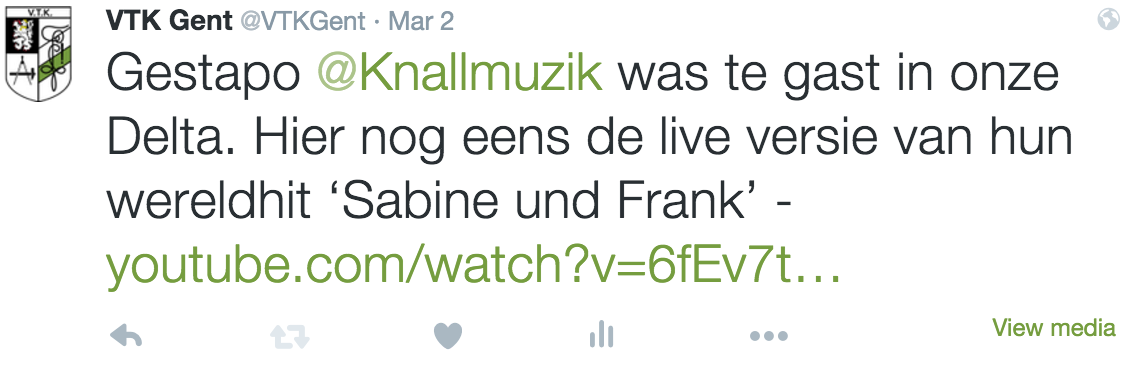 V.T.K.
VTK Gent @VTKGent · Mar 2
Gestapo @Knallmuzik was te gast in onze
Delta. Hier nog eens de live versie van hun
wereldhit ‘Sabine und Frank’ -
youtube.com/watch?v=6fEv7t...
View media